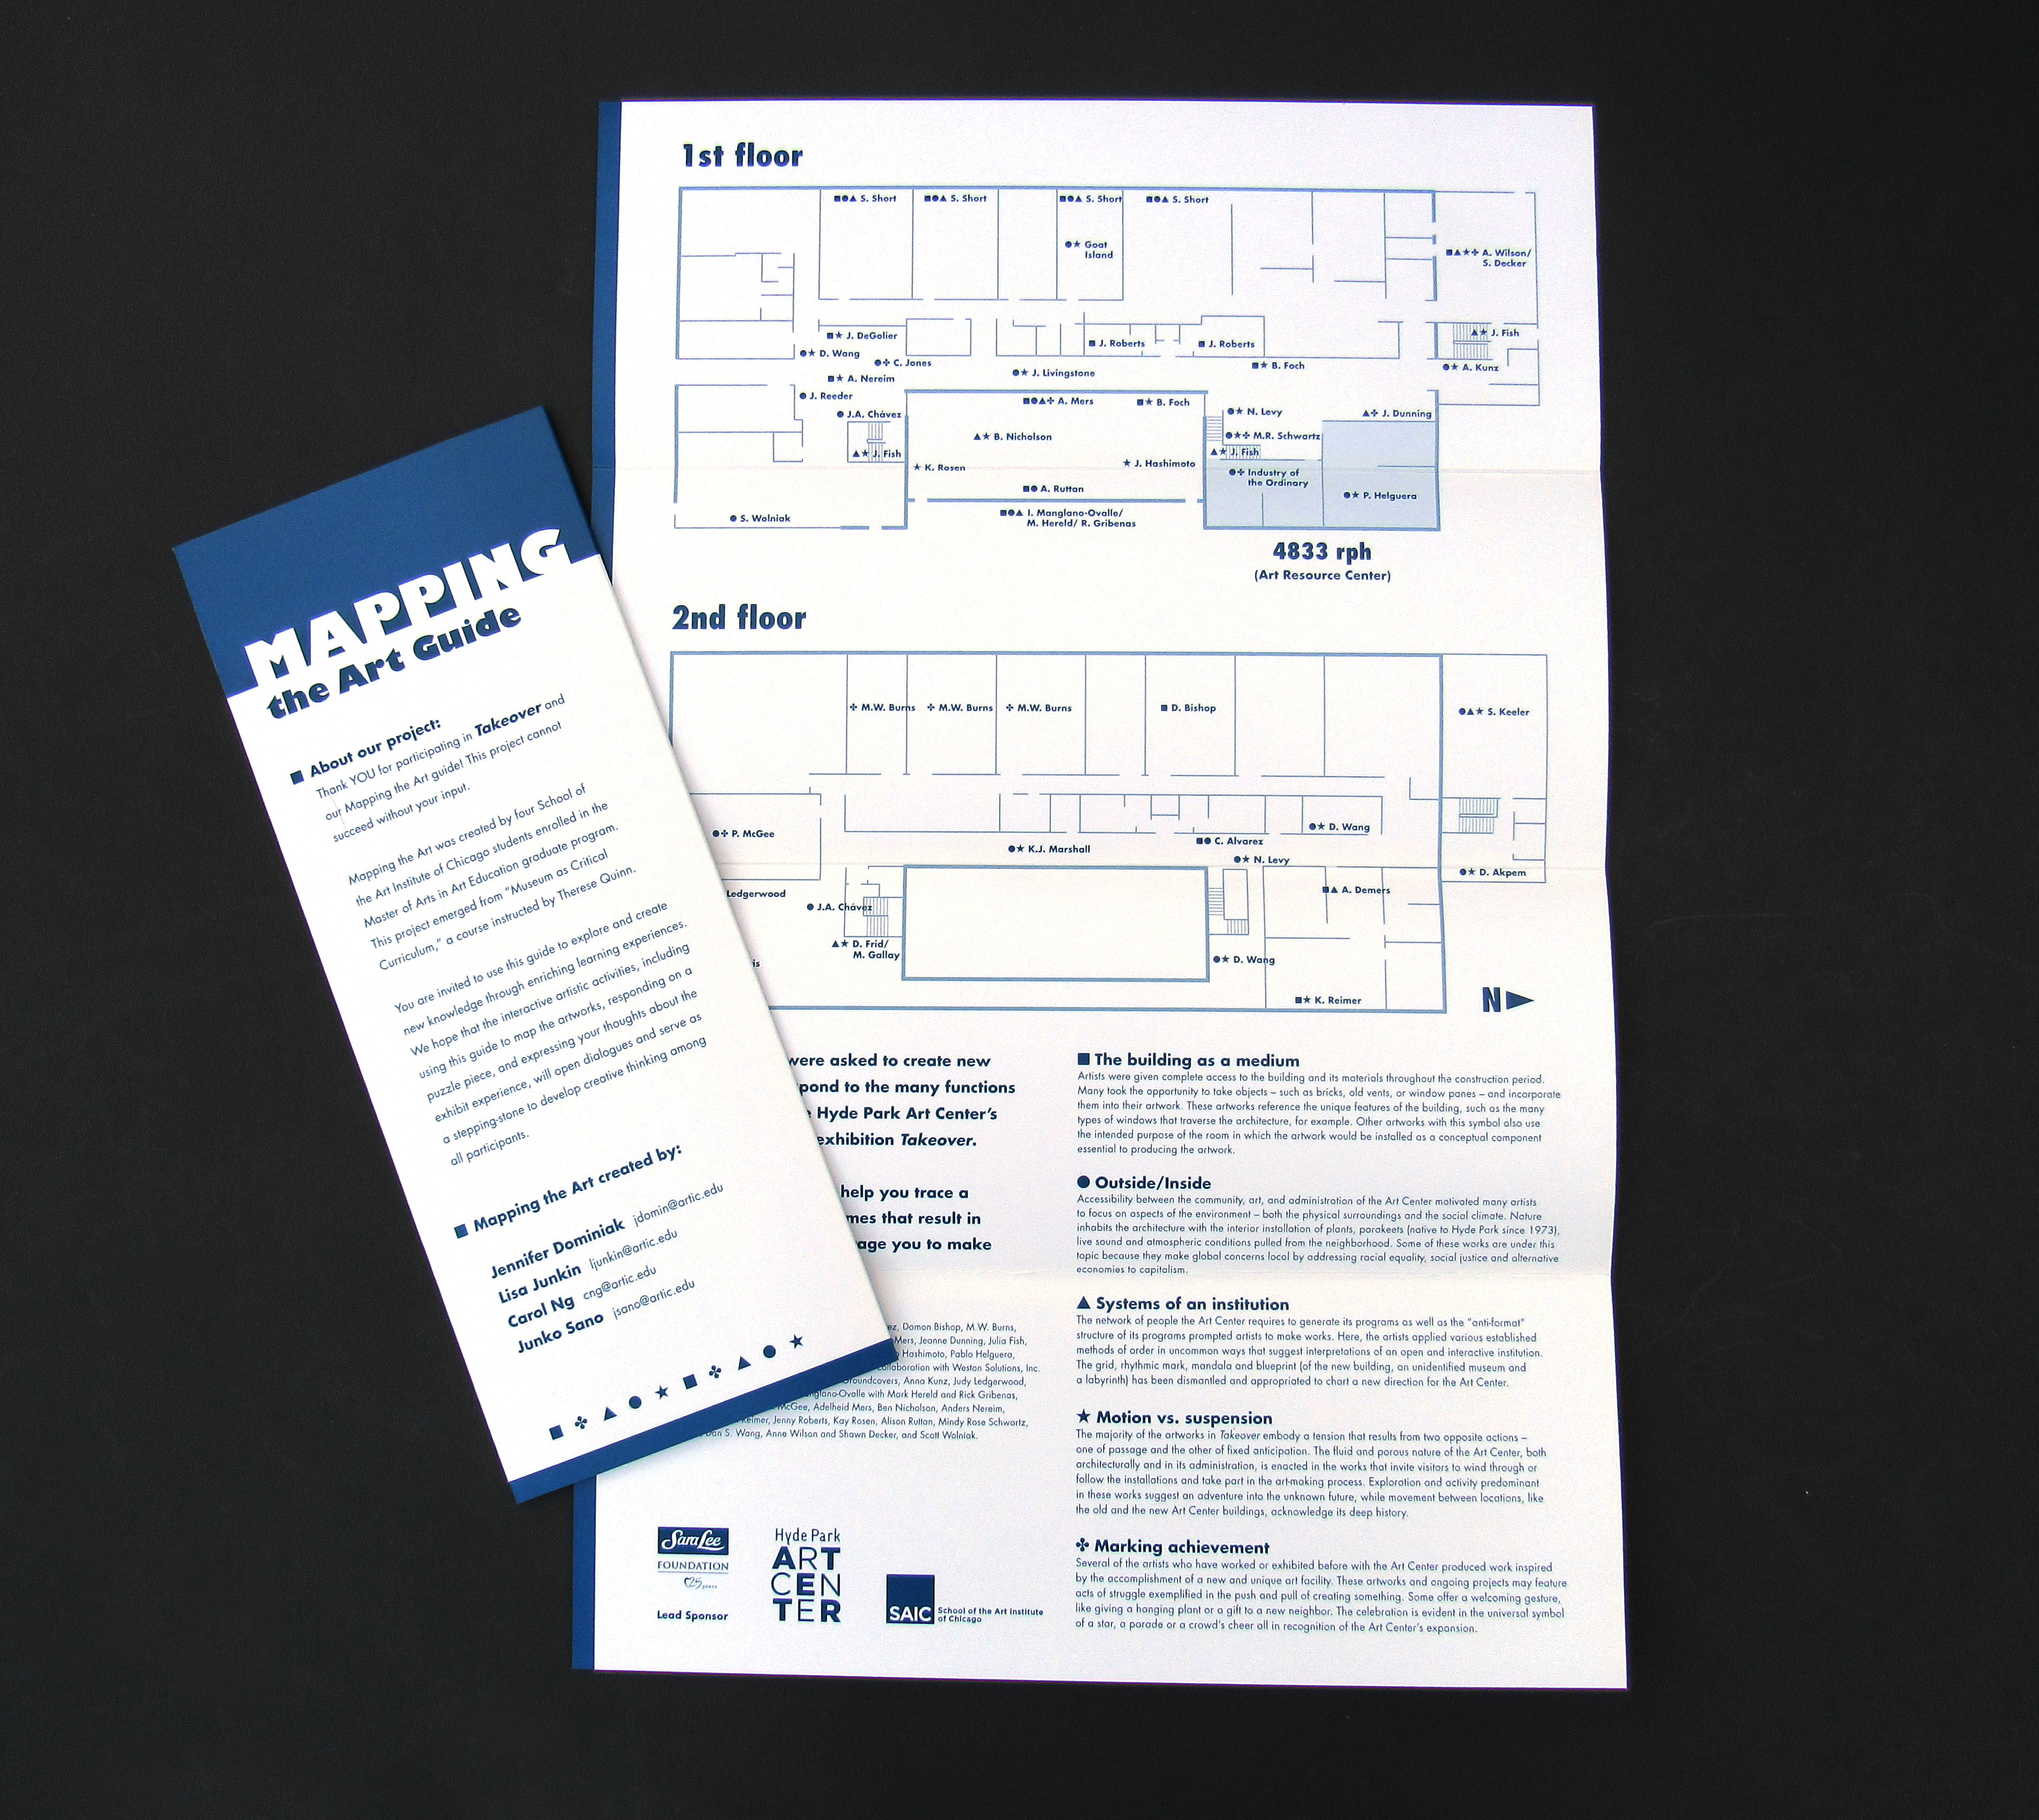 MAPPING
the Art Guide
■ About our project:
Thank YOU for participating in Takeover and
our Mapping the Art guide! This project cannot
succeed without your input.
Mapping the Art was created by four School of
the Art Institute of Chicago students enrolled in the
Master of Arts in Art Education graduate program.
This project emerged from "Museum as Critical
Curriculum," a course instructed by Therese Quinn.
You are invited to use this guide to explore and create
new knowledge through enriching learning experiences.
We hope that the interactive artistic activities, including
using this guide to map the artworks, responding on a
puzzle piece, and expressing your thoughts about the
exhibit experience, will open dialogues and serve as
a stepping-stone to develop creative thinking among
all participants.
■ Mapping the Art created by:
Jennifer Dominiak jdomin@artic.edu
Lisa Junkin ljunkin@artic.edu
Carol Ng cng@artic.edu
Junko Sano jsano@artic.edu
1st floor
■●▲ S. Short
■●▲ S. Short
■●▲ S. Short
■●▲ S. Short
●★ Goat
Island
■▲★✤ A. Wilson/
S. Decker
■★ J. DeGolier
▲★ J. Fish
■ J. Roberts
■ J. Roberts
●★ D. Wang
●✤ C. Jones
■★ B. Foch
●★ A. Kunz
■★ A. Nereim
●★ J. Livingstone
● J. Reeder
■●▲✤ A. Mers
■★ B. Foch
● J.A. Chávez
●★ N. Levy
▲✤ J. Dunning
▲★ B. Nicholson
●★✤ M.R. Schwartz
▲★ J. Fish
▲★ J. Fish
★ K. Rosen
★ J. Hashimoto
●✤ Industry of
the Ordinary
■● A. Ruttan
●★ P. Helguera
● S. Wolniak
■●▲ I. Manglano-Ovalle/
M. Hereld/ R. Gribenas
4833 rph
(Art Resource Center)
2nd floor
✤ M.W. Burns
✤ M.W. Burns
✤ M.W. Burns
■ D. Bishop
●▲★ S. Keeler
●✤ P. McGee
●★ D. Wang
■● C. Alvarez
●★ K.J. Marshall
●★ N. Levy
●★ D. Akpem
Ledgerwood
■▲ A. Demers
● J.A. Chávez
▲★ D. Frid/
M. Gallay
is
●★ D. Wang
■★ K. Reimer
N
were asked to create new
pond to the many functions
Hyde Park Art Center's
exhibition Takeover.
help you trace a
mes that result in
age you to make
ez, Damon Bishop, M.W. Burns,
Mers, Jeanne Dunning, Julia Fish,
Hashimoto, Pablo Helguera,
collaboration with Weston Solutions, Inc.
Groundcovers, Anna Kunz, Judy Ledgerwood,
nglano-Ovalle with Mark Hereld and Rick Gribenas,
McGee, Adelheid Mers, Ben Nicholson, Anders Nereim,
Reimer, Jenny Roberts, Kay Rosen, Alison Ruttan, Mindy Rose Schwartz,
Dan S. Wang, Anne Wilson and Shawn Decker, and Scott Wolniak.
■ The building as a medium
Artists were given complete access to the building and its materials throughout the construction period.
Many took the opportunity to take objects – such as bricks, old vents, or window panes – and incorporate
them into their artwork. These artworks reference the unique features of the building, such as the many
types of windows that traverse the architecture, for example. Other artworks with this symbol also use
the intended purpose of the room in which the artwork would be installed as a conceptual component
essential to producing the artwork.
● Outside/Inside
Accessibility between the community, art, and administration of the Art Center motivated many artists
to focus on aspects of the environment – both the physical surroundings and the social climate. Nature
inhabits the architecture with the interior installation of plants, parakeets (native to Hyde Park since 1973),
live sound and atmospheric conditions pulled from the neighborhood. Some of these works are under this
topic because they make global concerns local by addressing racial equality, social justice and alternative
economies to capitalism.
▲ Systems of an institution
The network of people the Art Center requires to generate its programs as well as the "anti-format"
structure of its programs prompted artists to make works. Here, the artists applied various established
methods of order in uncommon ways that suggest interpretations of an open and interactive institution.
The grid, rhythmic mark, mandala and blueprint (of the new building, an unidentified museum and
a labyrinth) has been dismantled and appropriated to chart a new direction for the Art Center.
★ Motion vs. suspension
The majority of the artworks in Takeover embody a tension that results from two opposite actions –
one of passage and the other of fixed anticipation. The fluid and porous nature of the Art Center, both
architecturally and in its administration, is enacted in the works that invite visitors to wind through or
follow the installations and take part in the art-making process. Exploration and activity predominant
in these works suggest an adventure into the unknown future, while movement between locations, like
the old and the new Art Center buildings, acknowledge its deep history.
✤ Marking achievement
Several of the artists who have worked or exhibited before with the Art Center produced work inspired
by the accomplishment of a new and unique art facility. These artworks and ongoing projects may feature
acts of struggle exemplified in the push and pull of creating something. Some offer a welcoming gesture,
like giving a hanging plant or a gift to a new neighbor. The celebration is evident in the universal symbol
of a star, a parade or a crowd's cheer all in recognition of the Art Center's expansion.
Sara Lee
FOUNDATION
25 years
Lead Sponsor
Hyde Park
ART
CEN
TER
SAIC
School of the Art Institute
of Chicago